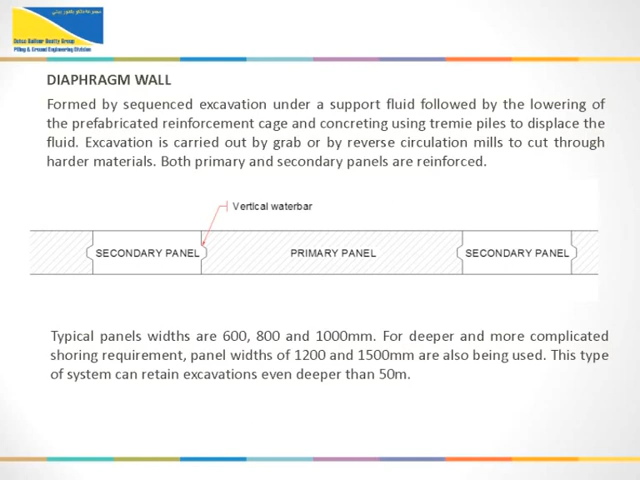 مجموعة دتكو بلفور بيتي
Dutco Balfour Beatty Group
Piling & Ground Engineering Division
DIAPHRAGM WALL
Formed by sequenced excavation under a support fluid followed by the lowering of
the prefabricated reinforcement cage and concreting using tremie piles to displace the
fluid. Excavation is carried out by grab or by reverse circulation mills to cut through
harder materials. Both primary and secondary panels are reinforced.
Vertical waterbar
SECONDARY PANEL
PRIMARY PANEL
SECONDARY PANEL
Typical panels widths are 600, 800 and 1000mm. For deeper and more complicated
shoring requirement, panel widths of 1200 and 1500mm are also being used. This type
of system can retain excavations even deeper than 50m.